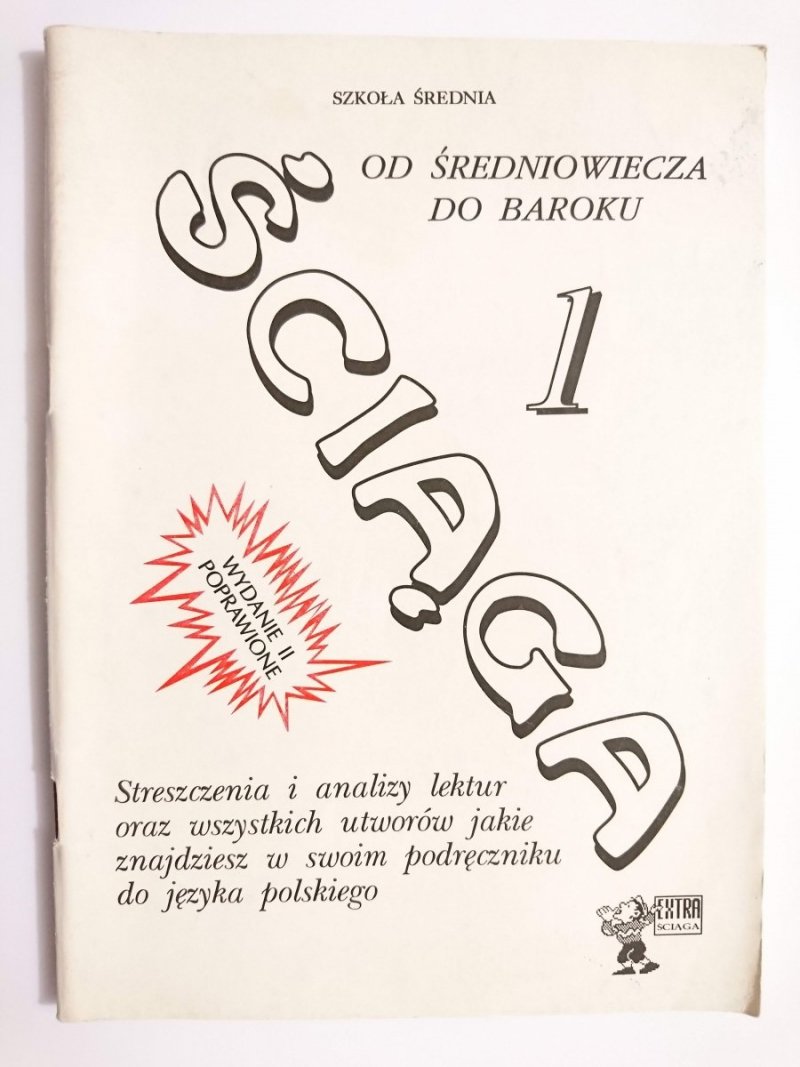 SZKOŁA ŚREDNIA
OD ŚREDNIOWIECZA
DO BAROKU
1
ŚCIĄGA
WYDANIE II
POPRAWIONE
Streszczenia i analizy lektur
oraz wszystkich utworów jakie
znajdziesz w swoim podręczniku
do języka polskiego
EXTRA
ŚCIĄGA